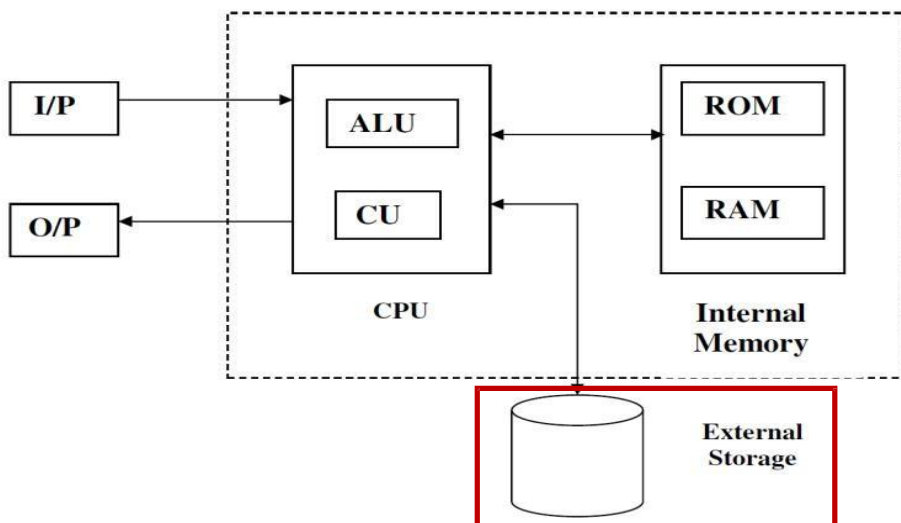 I/P
ALU
ROM
O/P
CU
RAM
CPU
Internal
Memory
External
Storage